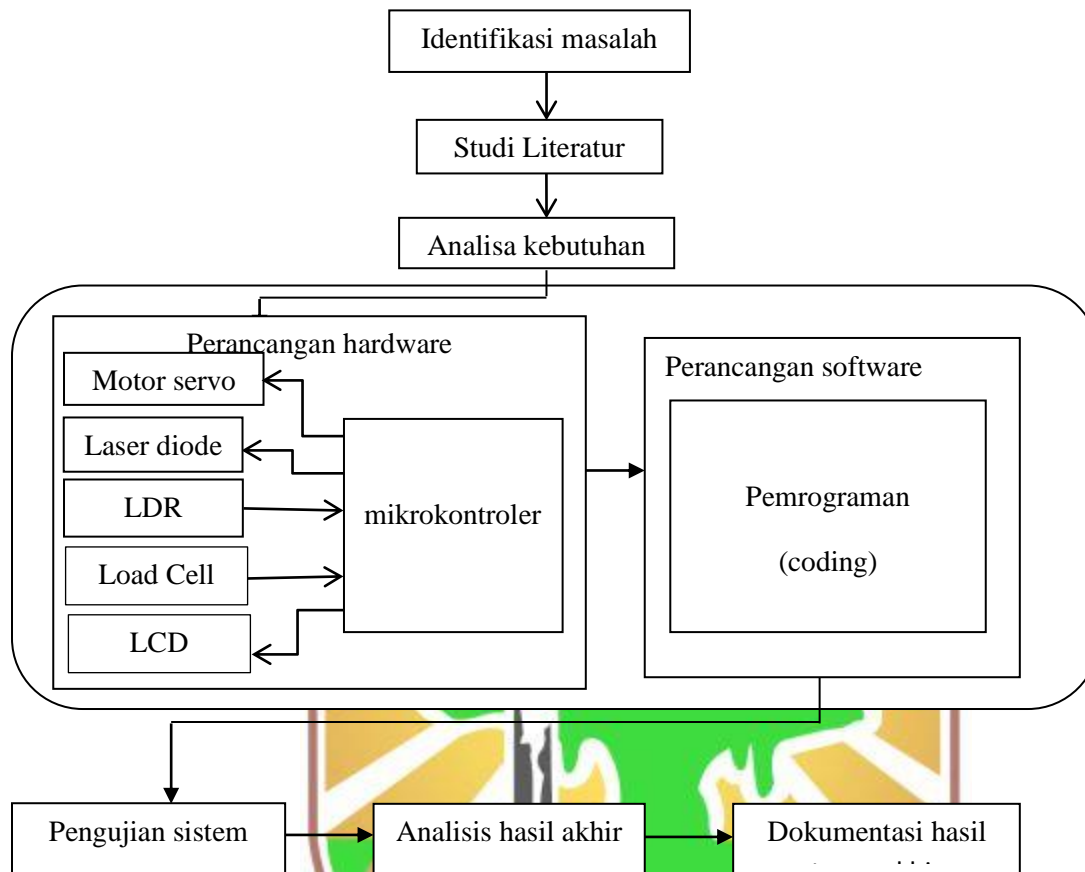 Identifikasi masalah
Studi Literatur
Analisa kebutuhan
Perancangan hardware
Motor servo
Laser diode
LDR
Load Cell
LCD
mikrokontroler
Perancangan software
Pemrograman
(coding)
Pengujian sistem
Analisis hasil akhir
Dokumentasi hasil